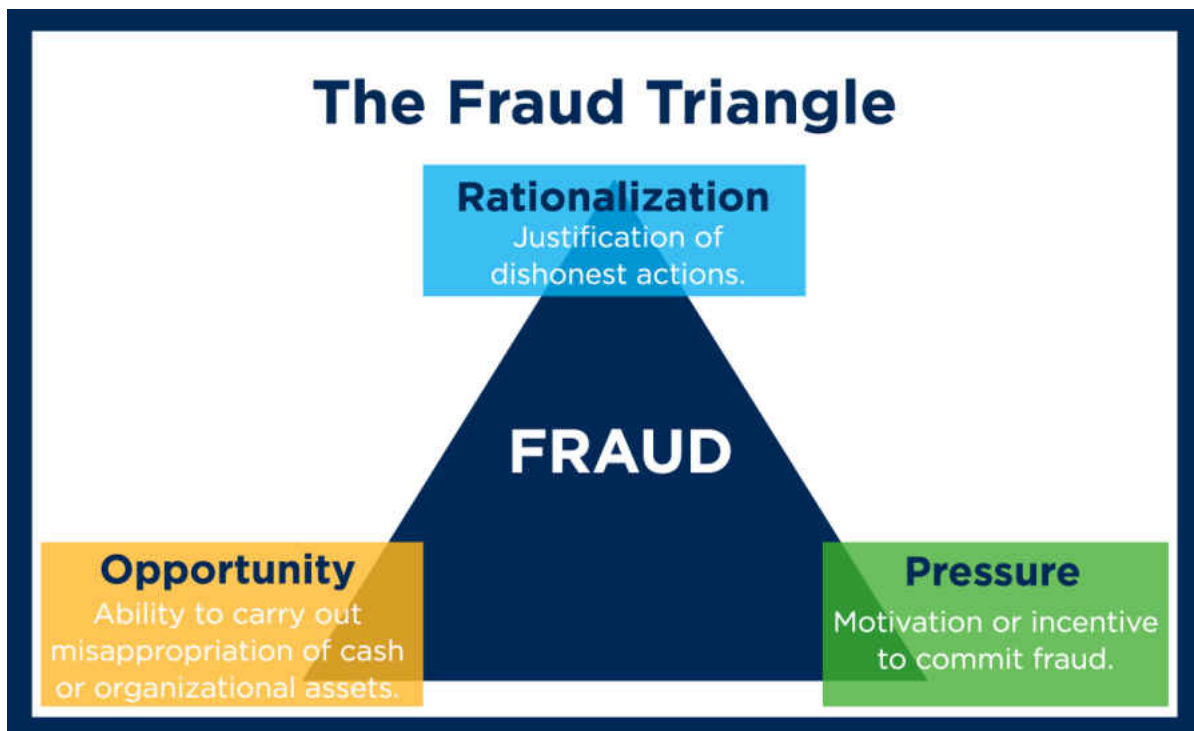 The Fraud Triangle
Rationalization
Justification of
dishonest actions.
FRAUD
Opportunity
Ability to carry out
misappropriation of cash
or organizational assets.
Pressure
Motivation or incentive
to commit fraud.